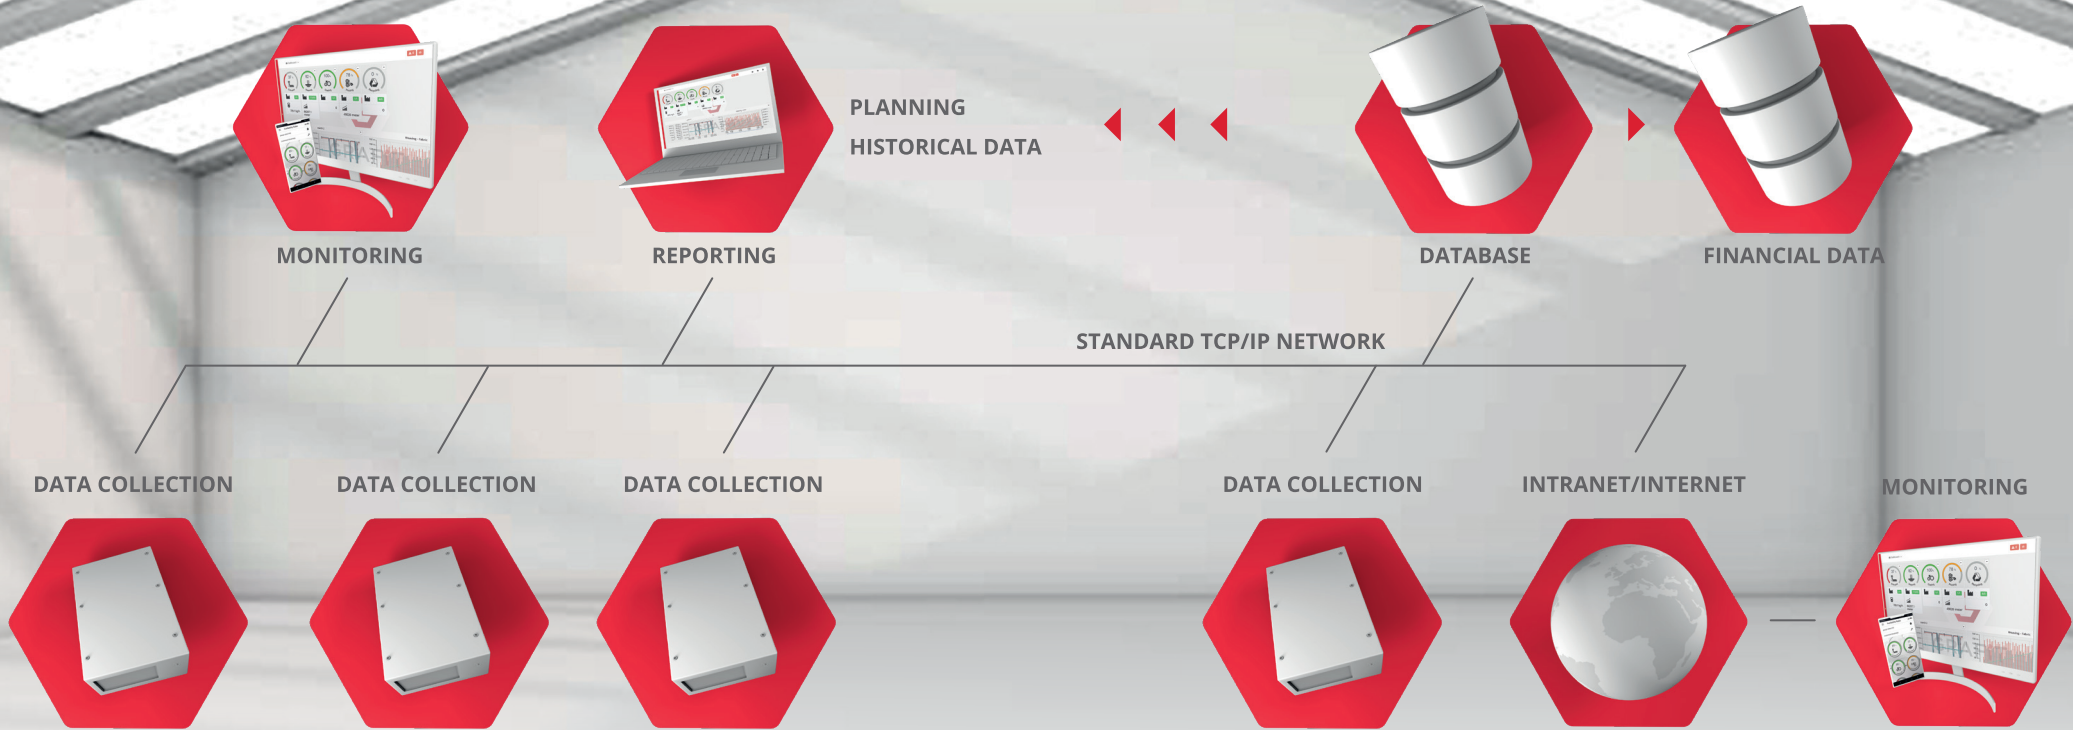 PLANNING
HISTORICAL DATA
MONITORING
REPORTING
DATABASE
FINANCIAL DATA
STANDARD TCP/IP NETWORK
DATA COLLECTION
DATA COLLECTION
DATA COLLECTION
DATA COLLECTION
INTRANET/INTERNET
MONITORING